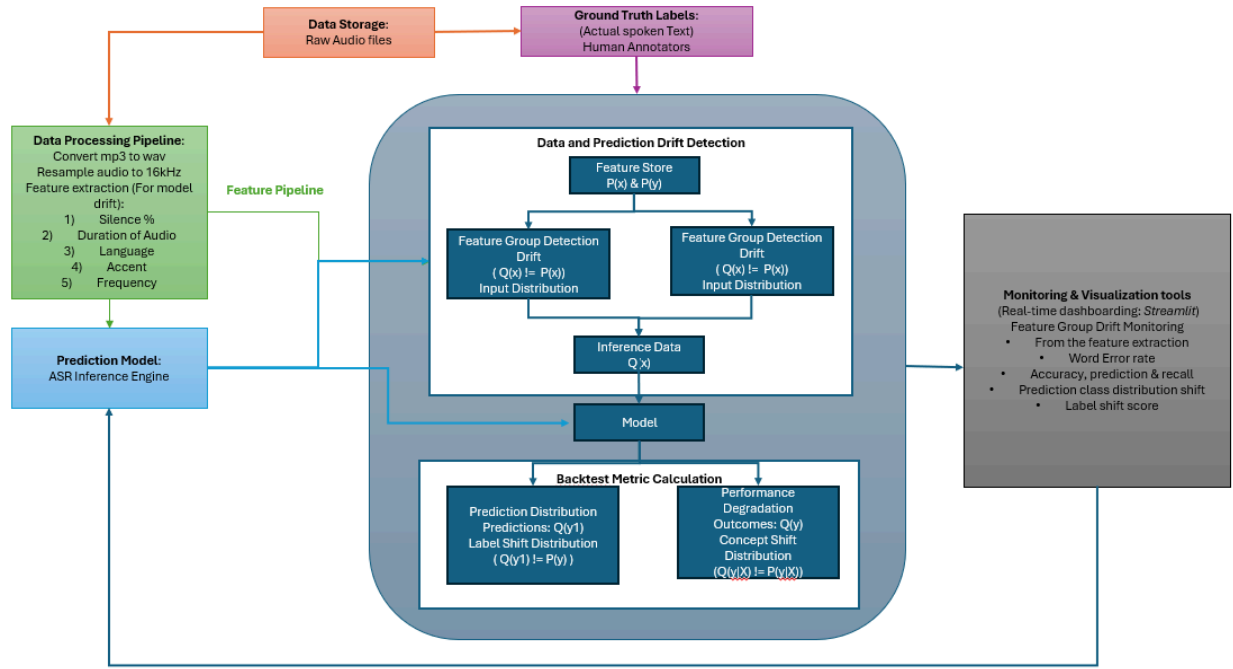 Data Storage:
Raw Audio files
Ground Truth Labels:
(Actual spoken Text)
Human Annotators
Data Processing Pipeline:
Convert mp3 to wav
Resample audio to 16kHz
Feature extraction (For model
drift):
1) Silence %
2) Duration of Audio
3) Language
4) Accent
5) Frequency
Feature Pipeline
Prediction Model:
ASR Inference Engine
Data and Prediction Drift Detection
Feature Store
P(x) & P(y)
Feature Group Detection
Drift
( Q(x) != P(x))
Input Distribution
Feature Group Detection
Drift
( Q(x) != P(x))
Input Distribution
Inference Data
Q(x)
Model
Backtest Metric Calculation
Prediction Distribution
Predictions: Q(y1)
Label Shift Distribution
( Q(y1) != P(y) )
Performance
Degradation
Outcomes: Q(y)
Concept Shift
Distribution
(Q(y|X) != P(y|X))
Monitoring & Visualization tools
(Real-time dashboarding: Streamlit)
Feature Group Drift Monitoring
• From the feature extraction
• Word Error rate
• Accuracy, prediction & recall
• Prediction class distribution shift
• Label shift score